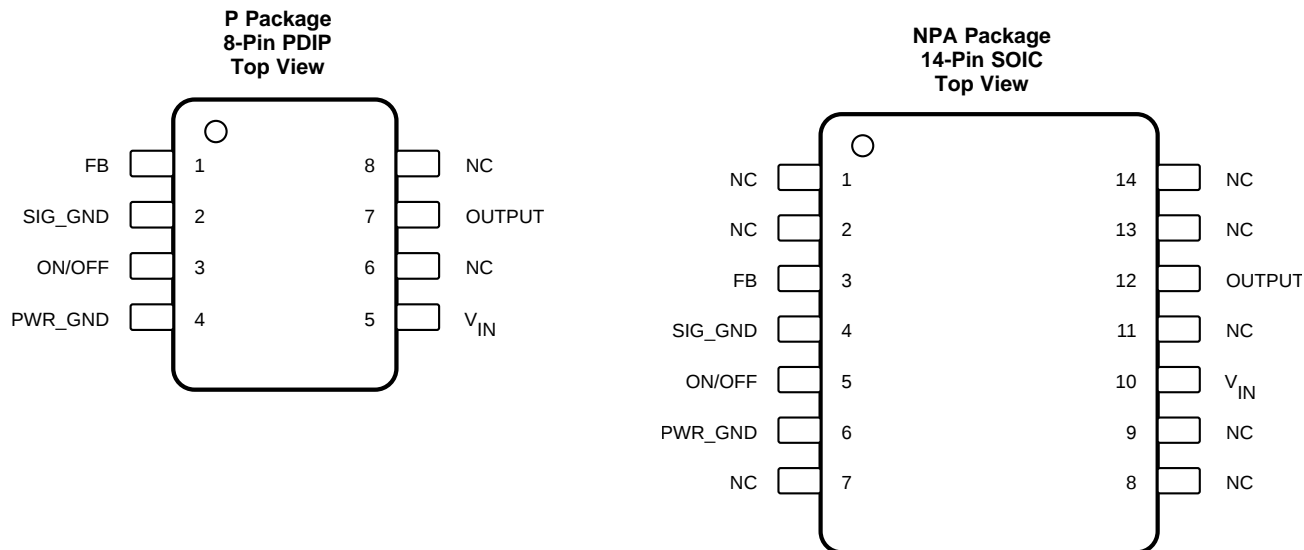 P Package
8-Pin PDIP
Top View
FB 1 8 NC
SIG_GND 2 7 OUTPUT
ON/OFF 3 6 NC
PWR_GND 4 5 VIN
NPA Package
14-Pin SOIC
Top View
NC 1 14 NC
NC 2 13 NC
FB 3 12 OUTPUT
SIG_GND 4 11 NC
ON/OFF 5 10 VIN
PWR_GND 6 9 NC
NC 7 8 NC